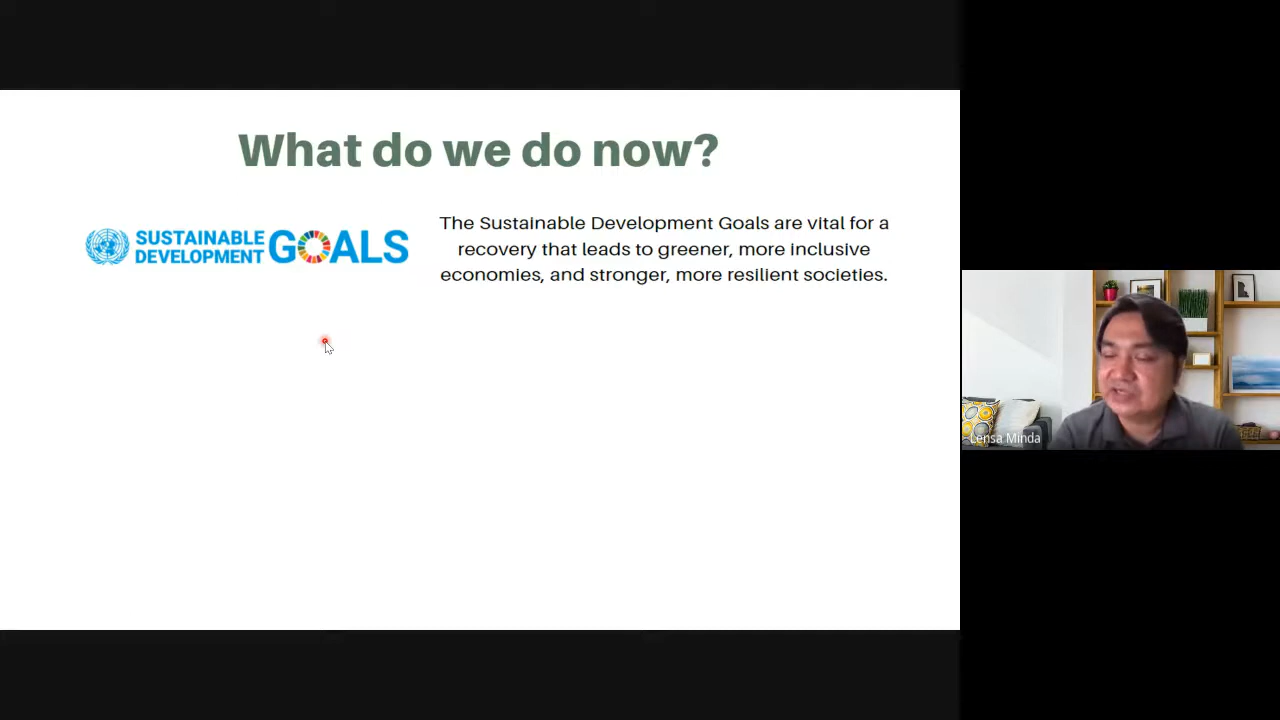 What do we do now?
SUSTAINABLE
DEVELOPMENT
GOALS
The Sustainable Development Goals are vital for a
recovery that leads to greener, more inclusive
economies, and stronger, more resilient societies.
Lensa Minda